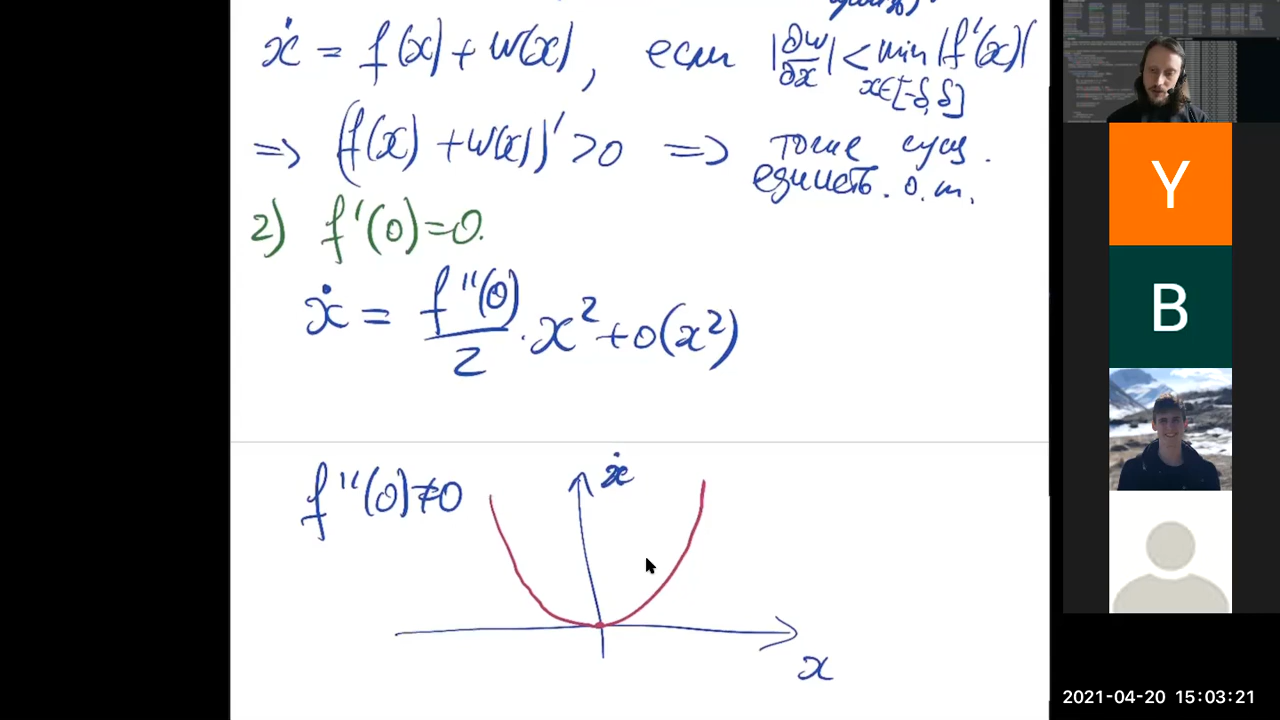 ẋ = f(x) + w(x), если |∂w/∂x| < min |f'(x)|
x∈[-δ, δ]
=> (f(x) + w(x))' > 0 => тоже сущ.
единств. о.т.
2) f'(0)=0.
ẋ = f''(0)/2 · x² + o(x²)
f''(0)≠0
ẋ
x
Y
B
2021-04-20 15:03:21